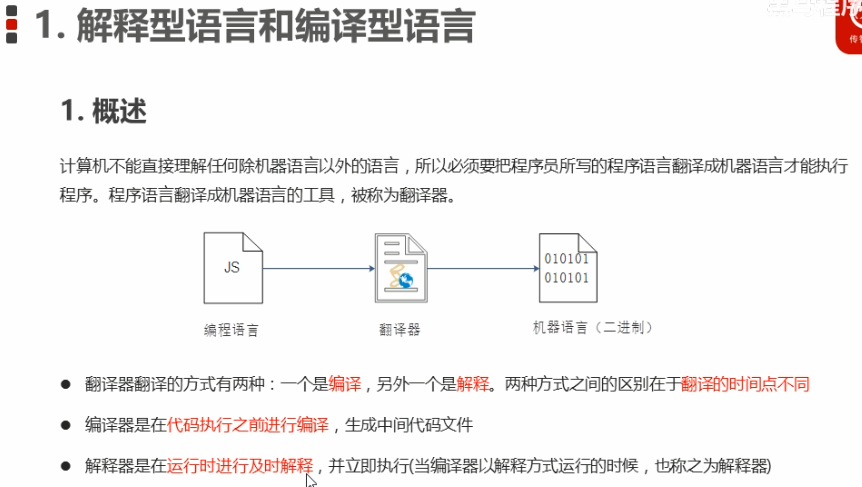 1. 解释型语言和编译型语言
1. 概述
计算机不能直接理解任何除机器语言以外的语言，所以必须要把程序员所写的程序语言翻译成机器语言才能执行
程序。程序语言翻译成机器语言的工具，被称为翻译器。
JS
010101
010101
编程语言
翻译器
机器语言（二进制）
● 翻译器翻译的方式有两种：一个是编译，另外一个是解释。两种方式之间的区别在于翻译的时间点不同
● 编译器是在代码执行之前进行编译，生成中间代码文件
● 解释器是在运行时进行及时解释，并立即执行(当编译器以解释方式运行的时候，也称之为解释器)